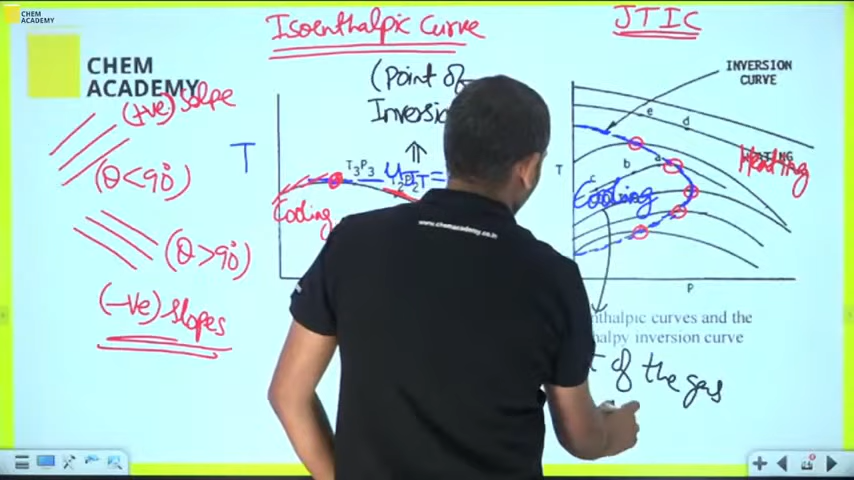 CHEM
ACADEMY
Isoenthalpic Curve
JTIC
CHEM
ACADEMY
(+ve) Solpe
(θ<90°)
(θ>90°)
(-ve) slopes
(Point of
Inversio
T
T₃P₃
Cooling
INVERSION
CURVE
e
d
Heating
T
b
a
c
Cooling
P
nthalpic curves and the
halpy inversion curve
of the gas
www.chemacademy.co.in